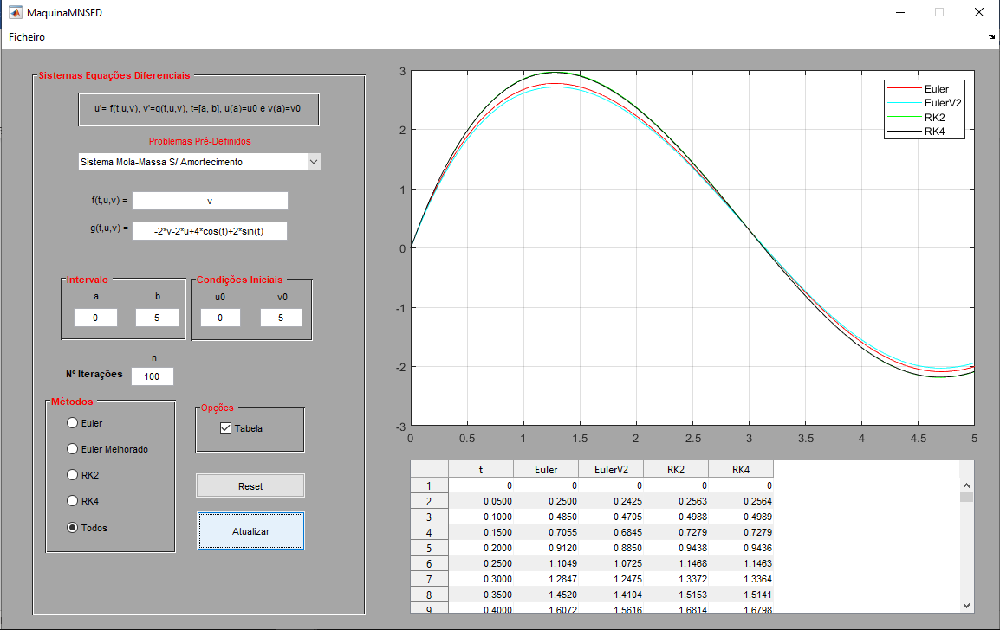 MaquinaMNSED
Ficheiro
Sistemas Equações Diferenciais
u'= f(t,u,v), v'=g(t,u,v), t=[a, b], u(a)=u0 e v(a)=v0
Problemas Pré-Definidos
Sistema Mola-Massa S/ Amortecimento
f(t,u,v) = v
g(t,u,v) = -2*v-2*u+4*cos(t)+2*sin(t)
Intervalo
a b
0 5
Condições Iniciais
u0 v0
0 5
n
Nº Iterações 100
Métodos
Euler
Euler Melhorado
RK2
RK4
Todos
Opções
Tabela
Reset
Atualizar
3
2
1
0
-1
-2
-3
0 0.5 1 1.5 2 2.5 3 3.5 4 4.5 5
Euler
EulerV2
RK2
RK4
t Euler EulerV2 RK2 RK4
1 0 0 0 0 0
2 0.0500 0.2500 0.2425 0.2563 0.2564
3 0.1000 0.4850 0.4705 0.4988 0.4989
4 0.1500 0.7055 0.6845 0.7279 0.7279
5 0.2000 0.9120 0.8850 0.9438 0.9436
6 0.2500 1.1049 1.0725 1.1468 1.1463
7 0.3000 1.2847 1.2475 1.3372 1.3364
8 0.3500 1.4520 1.4104 1.5153 1.5141
9 0.4000 1.6072 1.5616 1.6814 1.6798